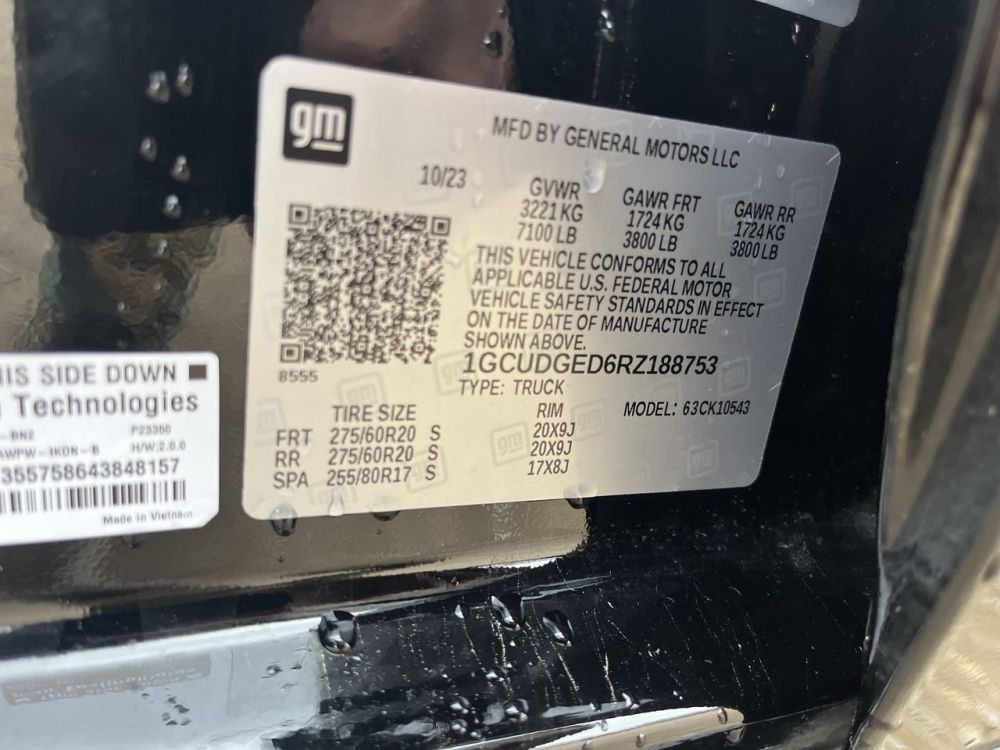 gm
MFD BY GENERAL MOTORS LLC
10/23
GVWR GAWR FRT GAWR RR
3221 KG 1724 KG 1724 KG
7100 LB 3800 LB 3800 LB
THIS VEHICLE CONFORMS TO ALL
APPLICABLE U.S. FEDERAL MOTOR
VEHICLE SAFETY STANDARDS IN EFFECT
ON THE DATE OF MANUFACTURE
SHOWN ABOVE.
8555
1GCUDGED6RZ188753
TYPE: TRUCK
MODEL: 63CK10543
TIRE SIZE RIM
FRT 275/60R20 S 20X9J
RR 275/60R20 S 20X9J
SPA 255/80R17 S 17X8J
HIS SIDE DOWN
Technologies
-BN2 P23350
AWPW-1KDN-B H/W:2.0.0
355758643848157
Made in Vietnam